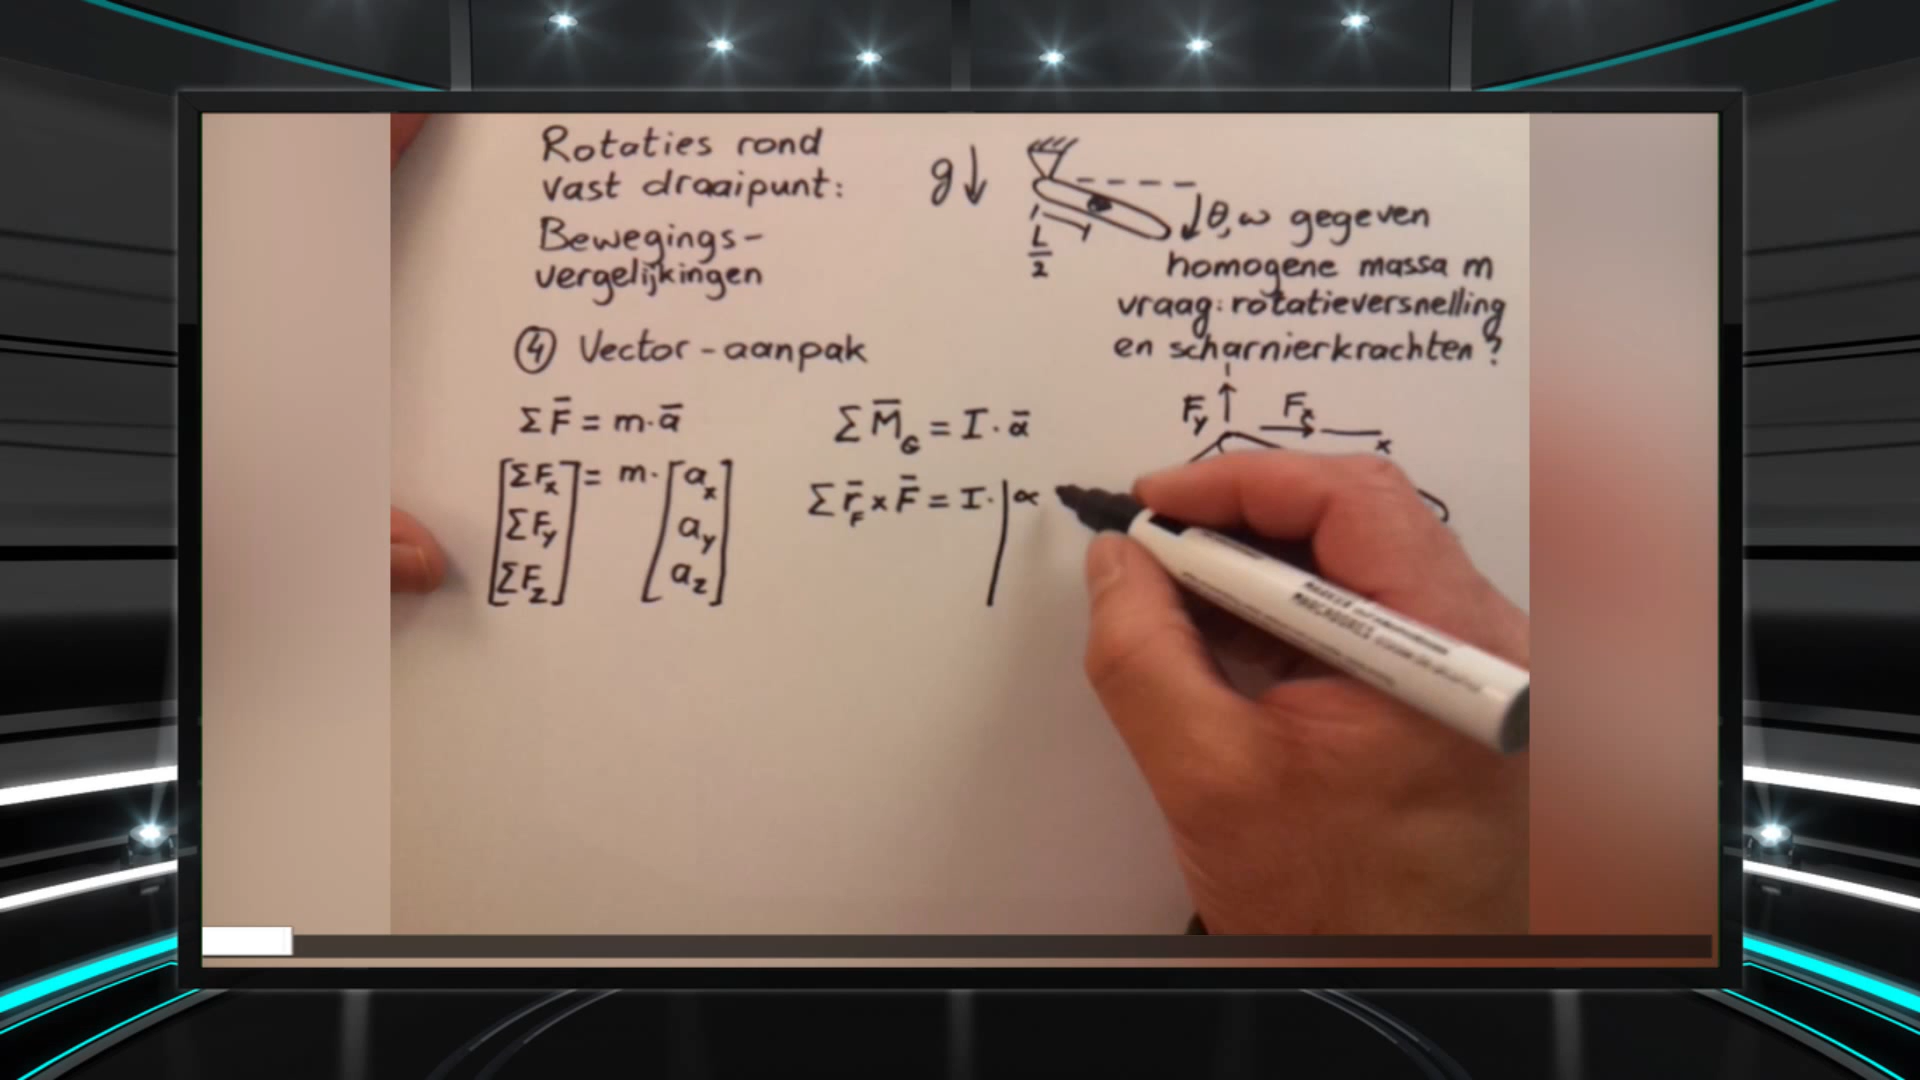 Rotaties rond
vast draaipunt:
Bewegings-
vergelijkingen
g↓
L/2
θ, ω gegeven
homogene massa m
vraag: rotatieversnelling
en scharnierkrachten?
④ Vector-aanpak
ΣF̄ = m·ā
[ΣFx ΣFy ΣFz] = m·[ax ay az]
ΣM̄G = I·ᾱ
Σr̄F × F̄ = I·|α
Fy ↑ Fx
x